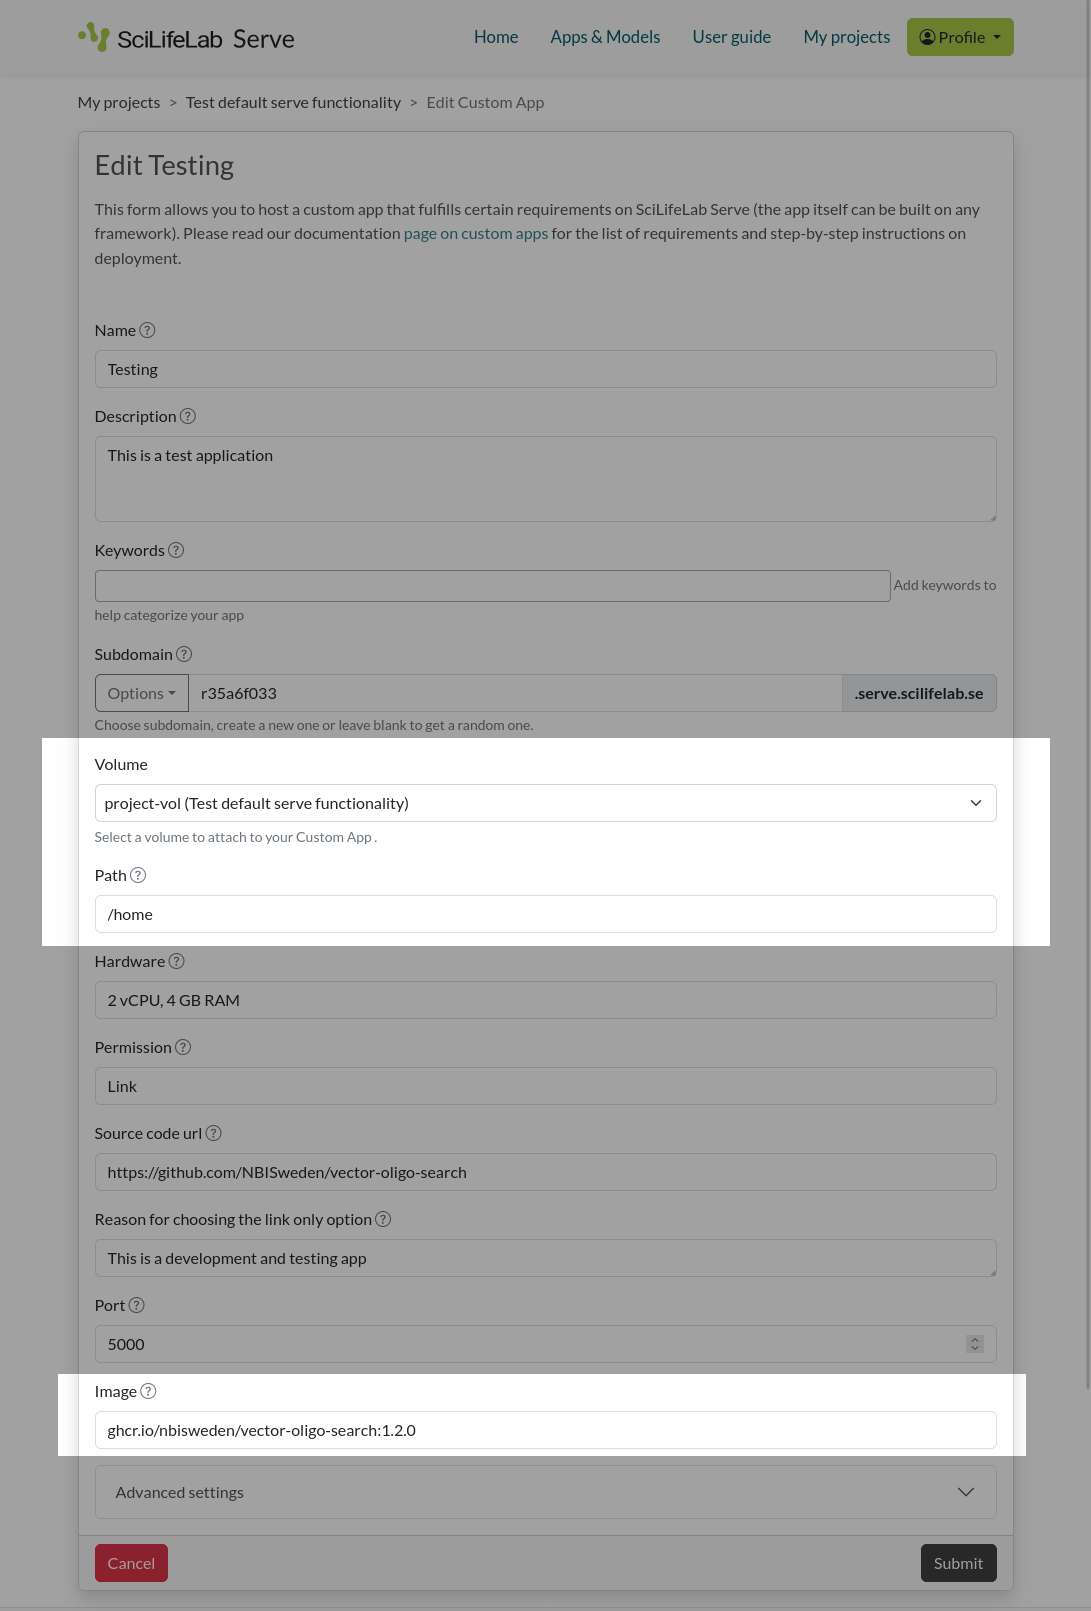 SciLifeLab Serve
Home
Apps & Models
User guide
My projects
Profile
My projects > Test default serve functionality > Edit Custom App
Edit Testing
This form allows you to host a custom app that fulfills certain requirements on SciLifeLab Serve (the app itself can be built on any
framework). Please read our documentation page on custom apps for the list of requirements and step-by-step instructions on
deployment.
Name ?
Testing
Description ?
This is a test application
Keywords ?
Add keywords to
help categorize your app
Subdomain ?
Options r35a6f033 .serve.scilifelab.se
Choose subdomain, create a new one or leave blank to get a random one.
Volume
project-vol (Test default serve functionality)
Select a volume to attach to your Custom App .
Path ?
/home
Hardware ?
2 vCPU, 4 GB RAM
Permission ?
Link
Source code url ?
https://github.com/NBISweden/vector-oligo-search
Reason for choosing the link only option ?
This is a development and testing app
Port ?
5000
Image ?
ghcr.io/nbisweden/vector-oligo-search:1.2.0
Advanced settings
Cancel
Submit